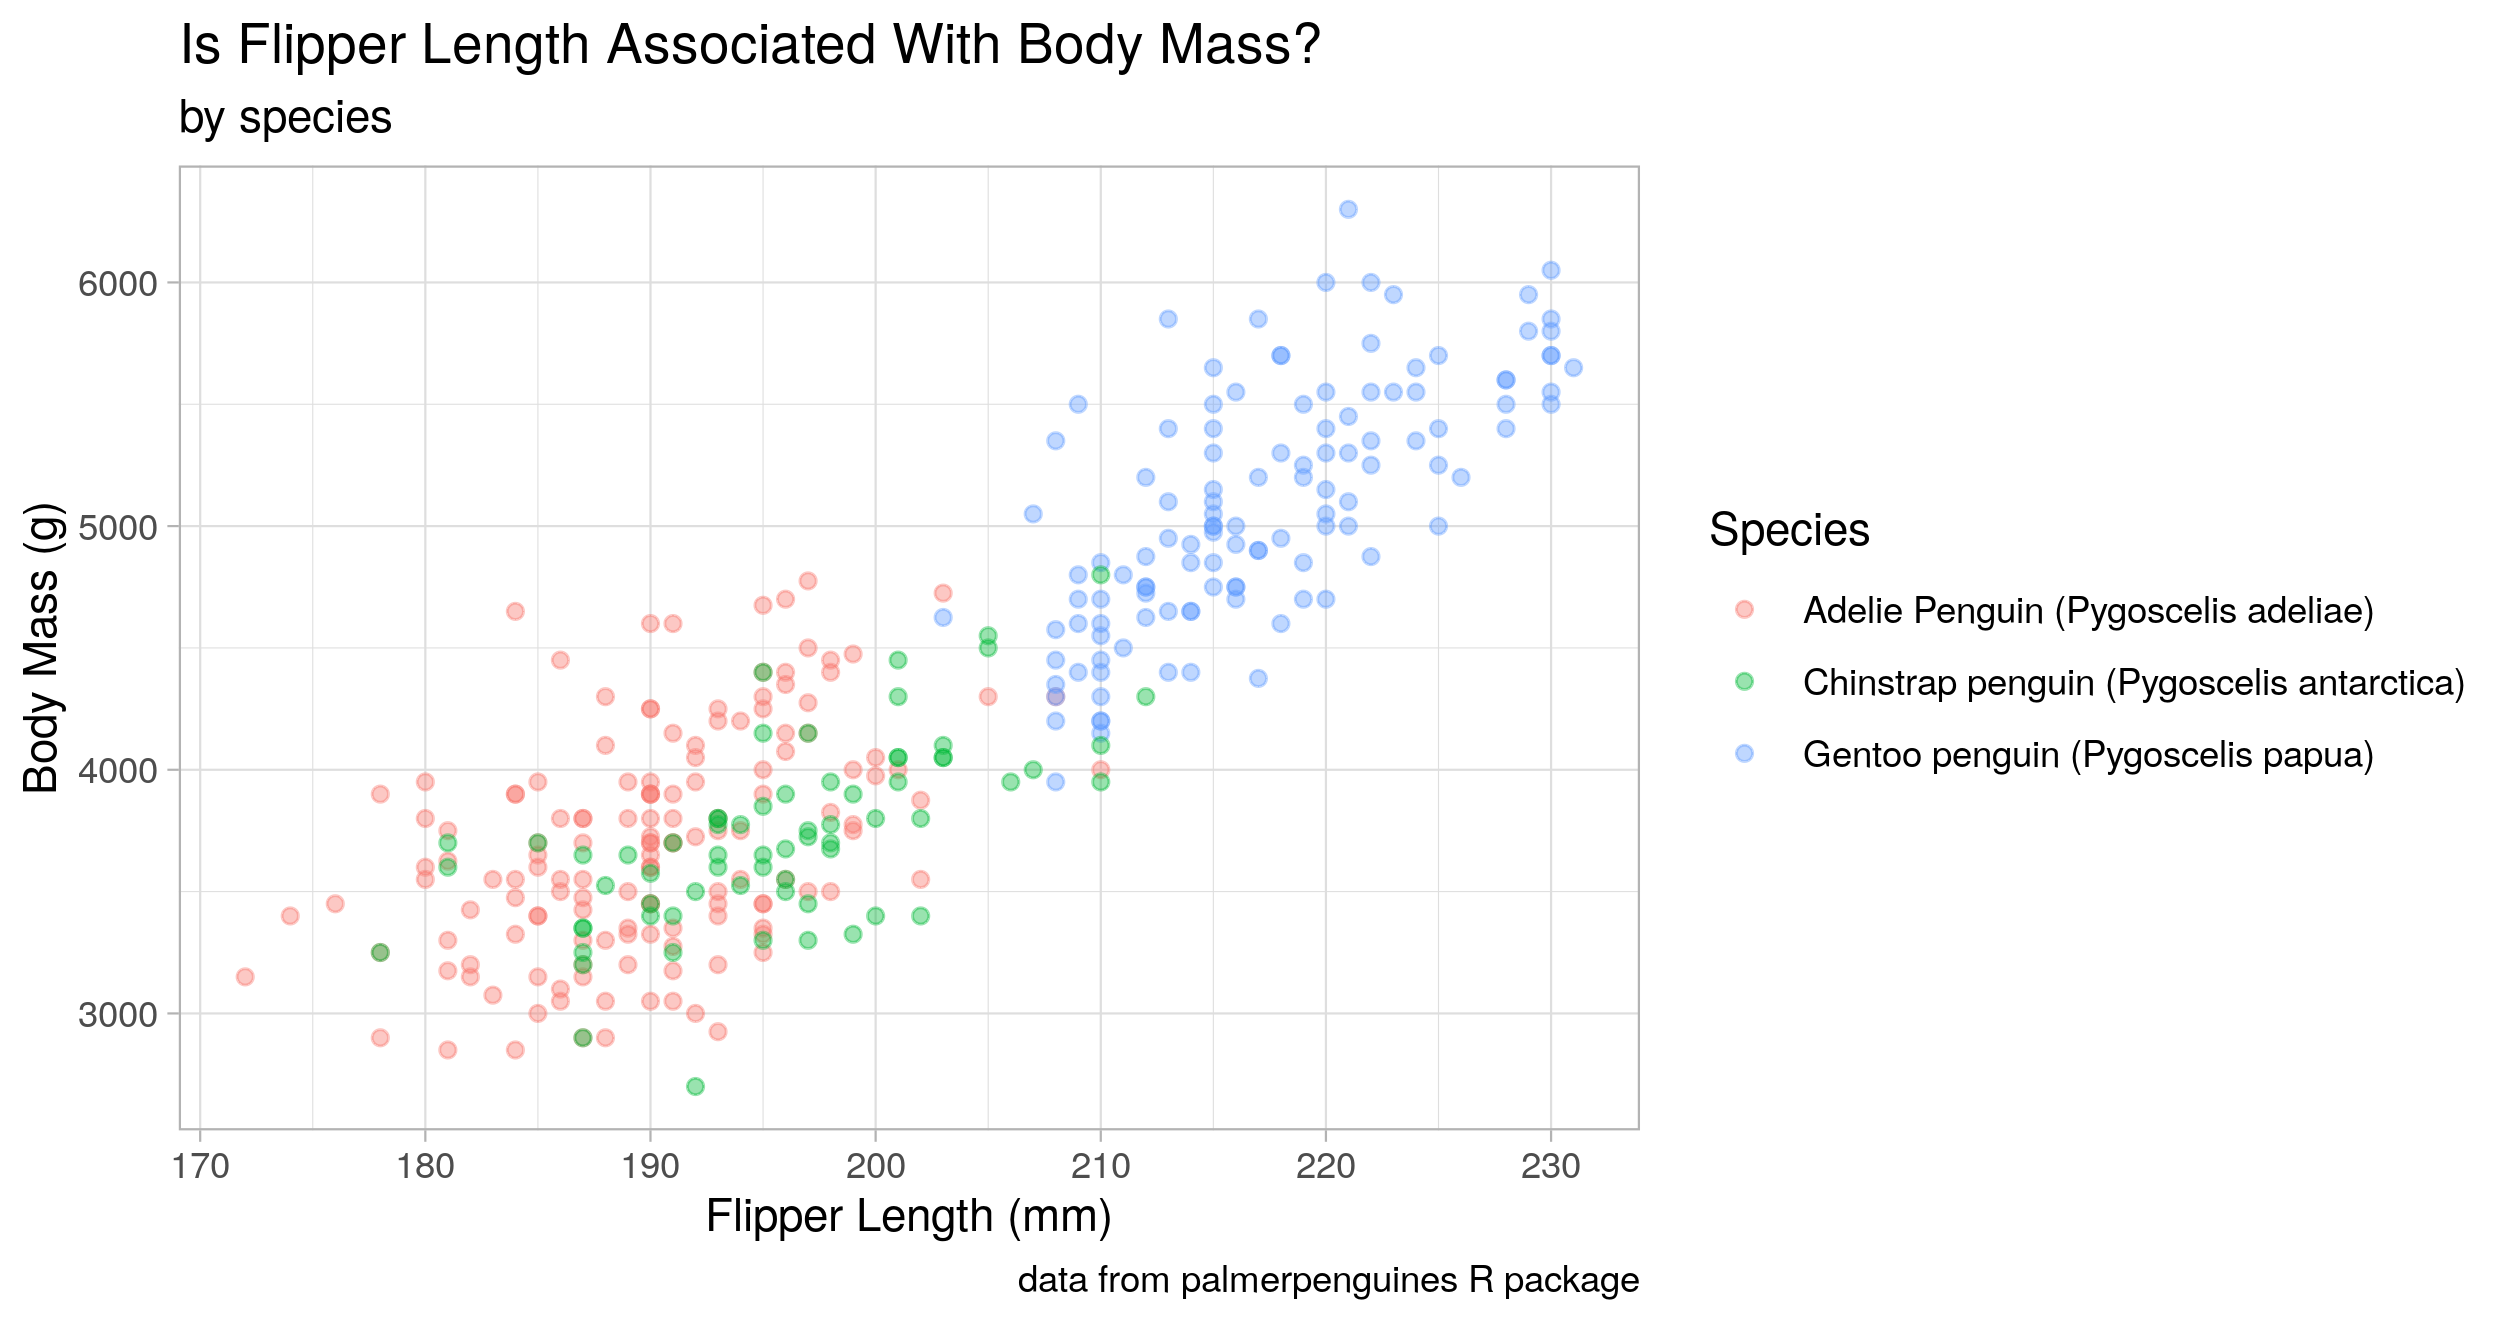 Is Flipper Length Associated With Body Mass?
by species
6000
5000
4000
3000
Body Mass (g)
170 180 190 200 210 220 230
Flipper Length (mm)
data from palmerpenguines R package
Species
Adelie Penguin (Pygoscelis adeliae)
Chinstrap penguin (Pygoscelis antarctica)
Gentoo penguin (Pygoscelis papua)